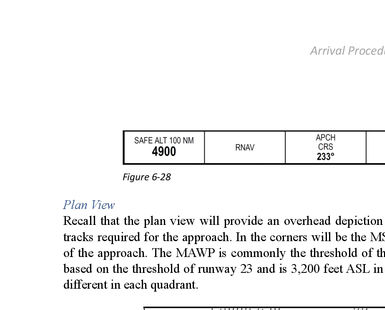 Arrival Proced
SAFE ALT 100 NM
4900
RNAV
APCH
CRS
233°
Figure 6-28
Plan View
Recall that the plan view will provide an overhead depiction
tracks required for the approach. In the corners will be the MS
of the approach. The MAWP is commonly the threshold of th
based on the threshold of runway 23 and is 3,200 feet ASL in
different in each quadrant.